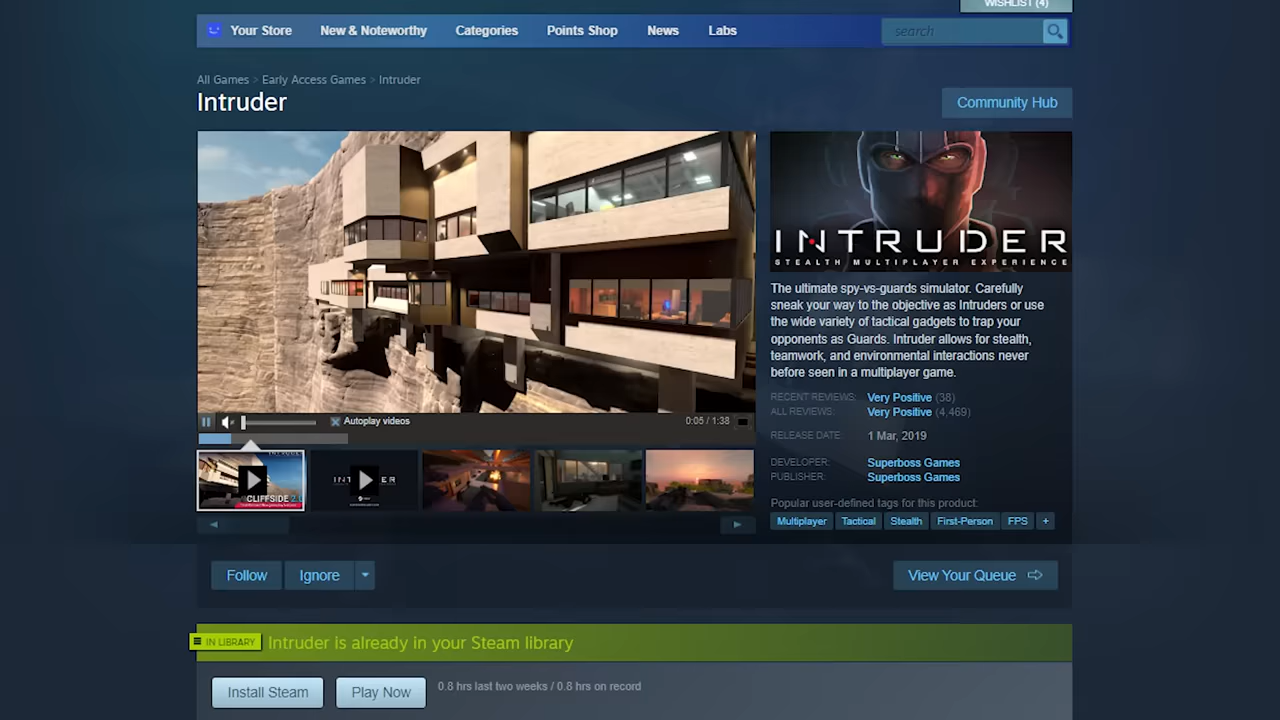 WISHLIST (4)
Your Store
New & Noteworthy
Categories
Points Shop
News
Labs
search
All Games > Early Access Games > Intruder
Intruder
Community Hub
INTRUDER
STEALTH MULTIPLAYER EXPERIENCE
The ultimate spy-vs-guards simulator. Carefully
sneak your way to the objective as Intruders or use
the wide variety of tactical gadgets to trap your
opponents as Guards. Intruder allows for stealth,
teamwork, and environmental interactions never
before seen in a multiplayer game.
RECENT REVIEWS: Very Positive (38)
ALL REVIEWS: Very Positive (4,469)
RELEASE DATE: 1 Mar, 2019
DEVELOPER: Superboss Games
PUBLISHER: Superboss Games
Popular user-defined tags for this product:
Multiplayer Tactical Stealth First-Person FPS +
Autoplay videos
0:05 / 1:38
CLIFFSIDE 2.0
Follow
Ignore
View Your Queue
IN LIBRARY
Intruder is already in your Steam library
Install Steam
Play Now
0.8 hrs last two weeks / 0.8 hrs on record